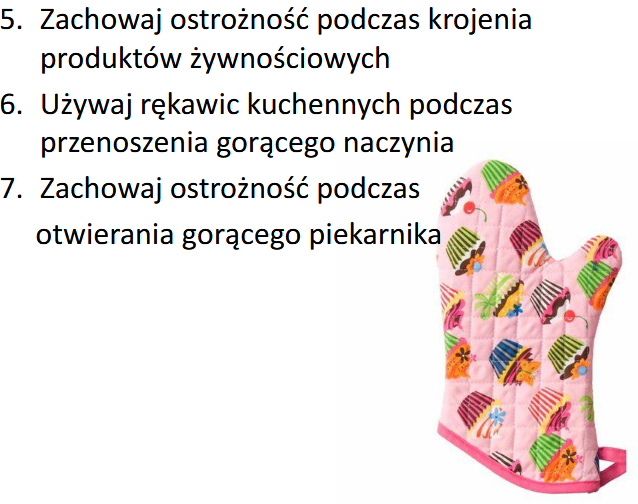 5. Zachowaj ostrożność podczas krojenia
produktów żywnościowych
6. Używaj rękawic kuchennych podczas
przenoszenia gorącego naczynia
7. Zachowaj ostrożność podczas
otwierania gorącego piekarnika